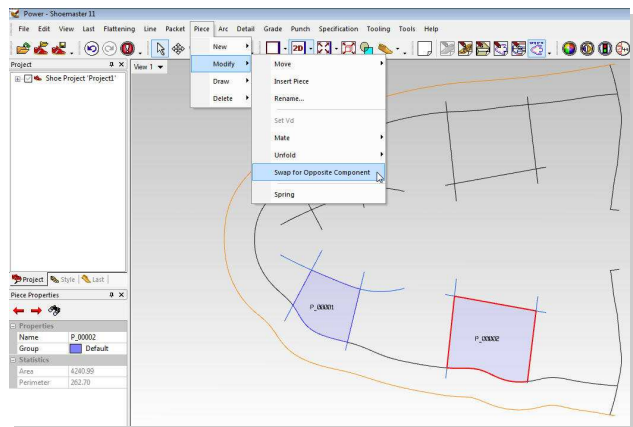 Power - Shoemaster 11
File Edit View Last Flattening Line Packet Piece Arc Detail Grade Punch Specification Tooling Tools Help
2D
Project
View 1
Shoe Project 'Project1'
New
Modify
Draw
Delete
Move
Insert Piece
Rename...
Set Vd
Mate
Unfold
Swap for Opposite Component
Spring
P_00001
P_00002
Project Style Last
Piece Properties
Properties
Name P_00002
Group Default
Statistics
Area 4240.99
Perimeter 262.70